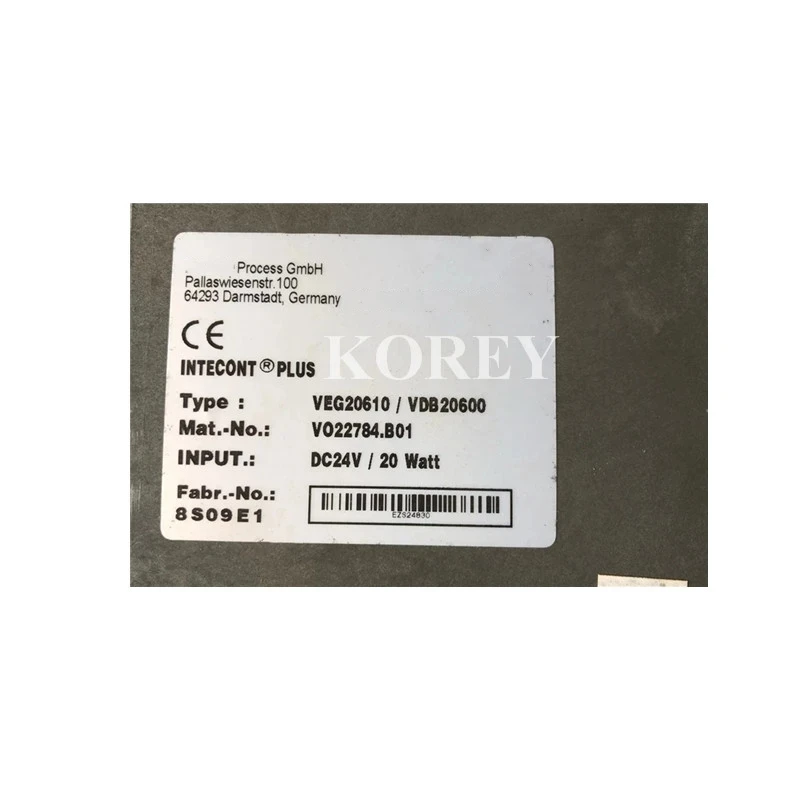 Process GmbH
Pallaswiesenstr.100
64293 Darmstadt, Germany
CE
KOREY
INTECONT® PLUS
Type : VEG20610 / VDB20600
Mat.-No.: VO22784.B01
INPUT.: DC24V / 20 Watt
Fabr.-No.:
8S09E1
EZS24830